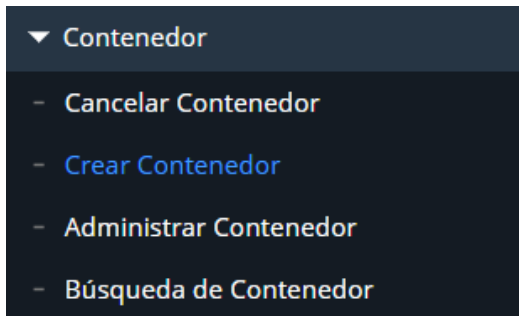 Contenedor
Cancelar Contenedor
Crear Contenedor
Administrar Contenedor
Búsqueda de Contenedor